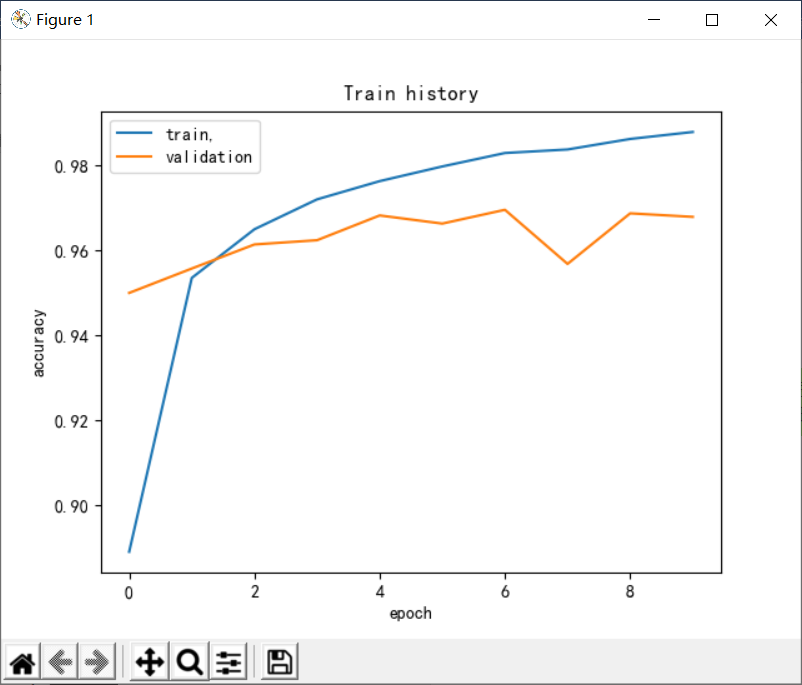 Figure 1
Train history
train,
validation
0.98
0.96
0.94
0.92
0.90
accuracy
0 2 4 6 8
epoch